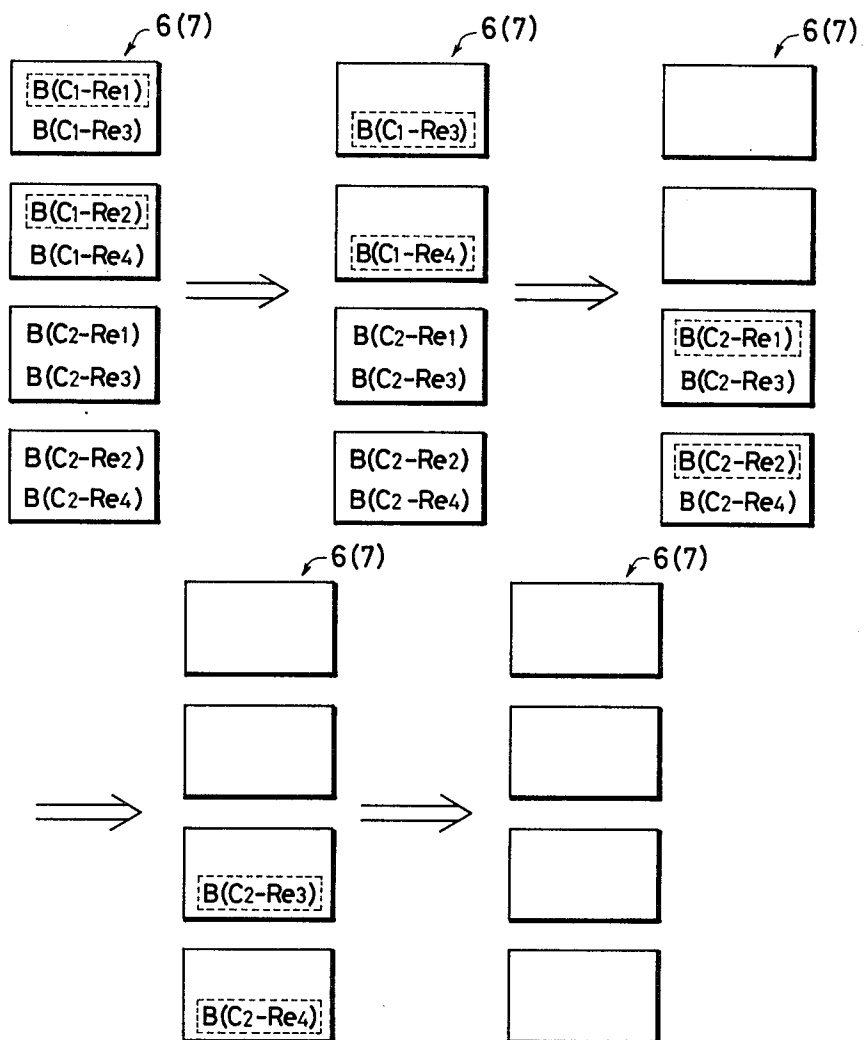 6(7)
B(C1-Re1)
B(C1-Re3)
B(C1-Re2)
B(C1-Re4)
B(C2-Re1)
B(C2-Re3)
B(C2-Re2)
B(C2-Re4)
6(7)
B(C1-Re3)
B(C1-Re4)
B(C2-Re1)
B(C2-Re3)
B(C2-Re2)
B(C2-Re4)
6(7)
B(C2-Re1)
B(C2-Re3)
B(C2-Re2)
B(C2-Re4)
6(7)
B(C2-Re3)
B(C2-Re4)
6(7)